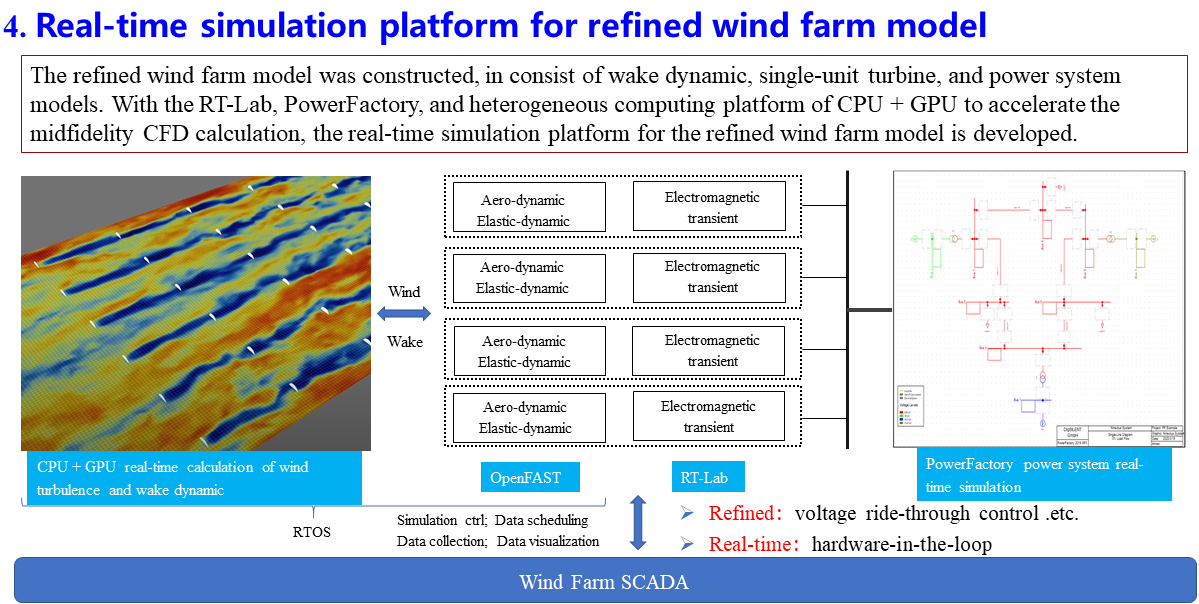 4. Real-time simulation platform for refined wind farm model
The refined wind farm model was constructed, in consist of wake dynamic, single-unit turbine, and power system
models. With the RT-Lab, PowerFactory, and heterogeneous computing platform of CPU + GPU to accelerate the
midfidelity CFD calculation, the real-time simulation platform for the refined wind farm model is developed.
Wind
Wake
Aero-dynamic
Elastic-dynamic
Electromagnetic
transient
Aero-dynamic
Elastic-dynamic
Electromagnetic
transient
Aero-dynamic
Elastic-dynamic
Electromagnetic
transient
Aero-dynamic
Elastic-dynamic
Electromagnetic
transient
DIgSILENT
GmbH
CPU + GPU real-time calculation of wind
turbulence and wake dynamic
OpenFAST
RT-Lab
PowerFactory power system real-
time simulation
RTOS
Simulation ctrl; Data scheduling
Data collection; Data visualization
➢ Refined: voltage ride-through control .etc.
➢ Real-time: hardware-in-the-loop
Wind Farm SCADA